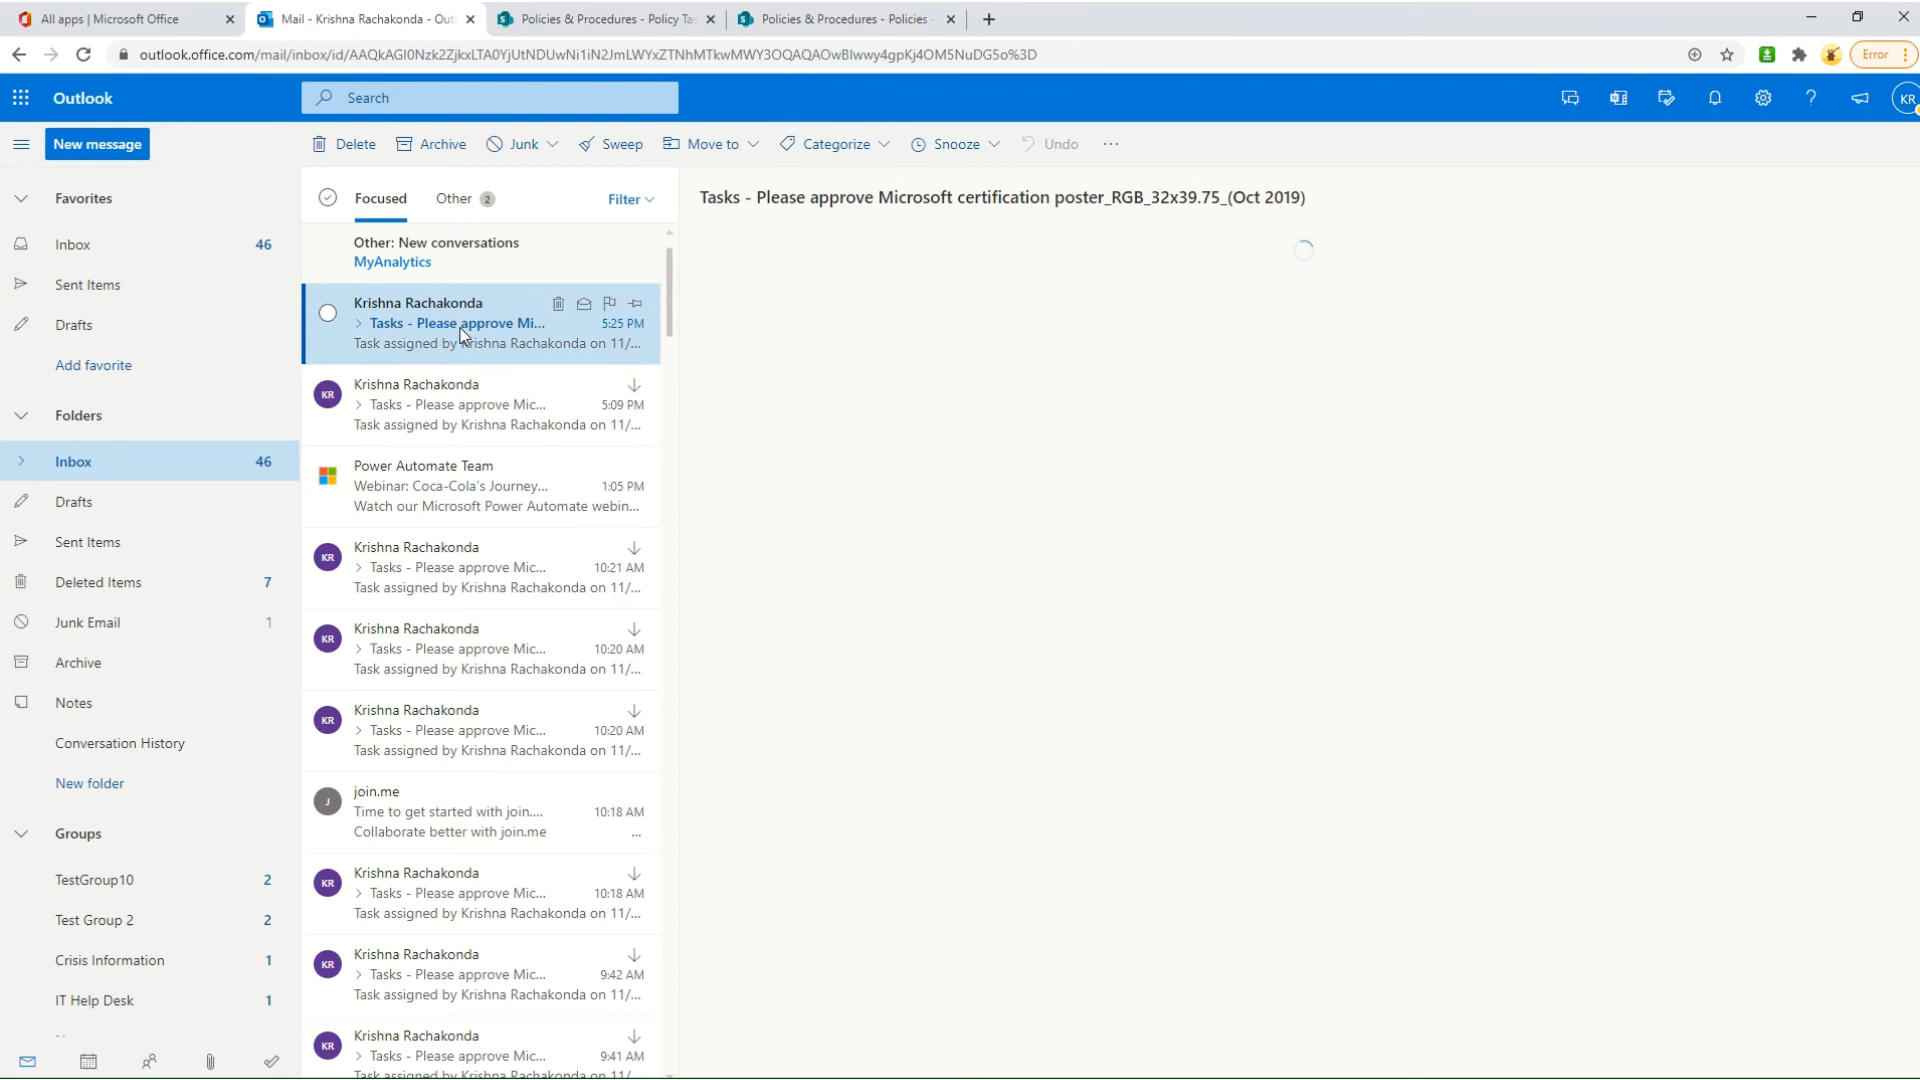 All apps | Microsoft Office
Mail - Krishna Rachakonda - Out
Policies & Procedures - Policy Ta
Policies & Procedures - Policies -
outlook.office.com/mail/inbox/id/AAQkAGI0Nzk2ZjkxLTA0YjUtNDUwNi1iN2JmLWYxZTNhMTkwMWY3OQAQAOwBlwwy4gpKj4OM5NuDG5o%3D
Error
Outlook
Search
KR
New message
Delete
Archive
Junk
Sweep
Move to
Categorize
Snooze
Undo
Favorites
Inbox 46
Sent Items
Drafts
Add favorite
Folders
Inbox 46
Drafts
Sent Items
Deleted Items 7
Junk Email 1
Archive
Notes
Conversation History
New folder
Groups
TestGroup10 2
Test Group 2 2
Crisis Information 1
IT Help Desk 1
Focused Other 2 Filter
Other: New conversations
MyAnalytics
Krishna Rachakonda
Tasks - Please approve Mi... 5:25 PM
Task assigned by Krishna Rachakonda on 11/...
KR
Krishna Rachakonda
Tasks - Please approve Mic... 5:09 PM
Task assigned by Krishna Rachakonda on 11/...
Power Automate Team
Webinar: Coca-Cola's Journey... 1:05 PM
Watch our Microsoft Power Automate webin...
KR
Krishna Rachakonda
Tasks - Please approve Mic... 10:21 AM
Task assigned by Krishna Rachakonda on 11/...
KR
Krishna Rachakonda
Tasks - Please approve Mic... 10:20 AM
Task assigned by Krishna Rachakonda on 11/...
KR
Krishna Rachakonda
Tasks - Please approve Mic... 10:20 AM
Task assigned by Krishna Rachakonda on 11/...
J
join.me
Time to get started with join.... 10:18 AM
Collaborate better with join.me ...
KR
Krishna Rachakonda
Tasks - Please approve Mic... 10:18 AM
Task assigned by Krishna Rachakonda on 11/...
KR
Krishna Rachakonda
Tasks - Please approve Mic... 9:42 AM
Task assigned by Krishna Rachakonda on 11/...
KR
Krishna Rachakonda
Tasks - Please approve Mic... 9:41 AM
Task assigned by Krishna Rachakonda on 11/...
Tasks - Please approve Microsoft certification poster_RGB_32x39.75_(Oct 2019)